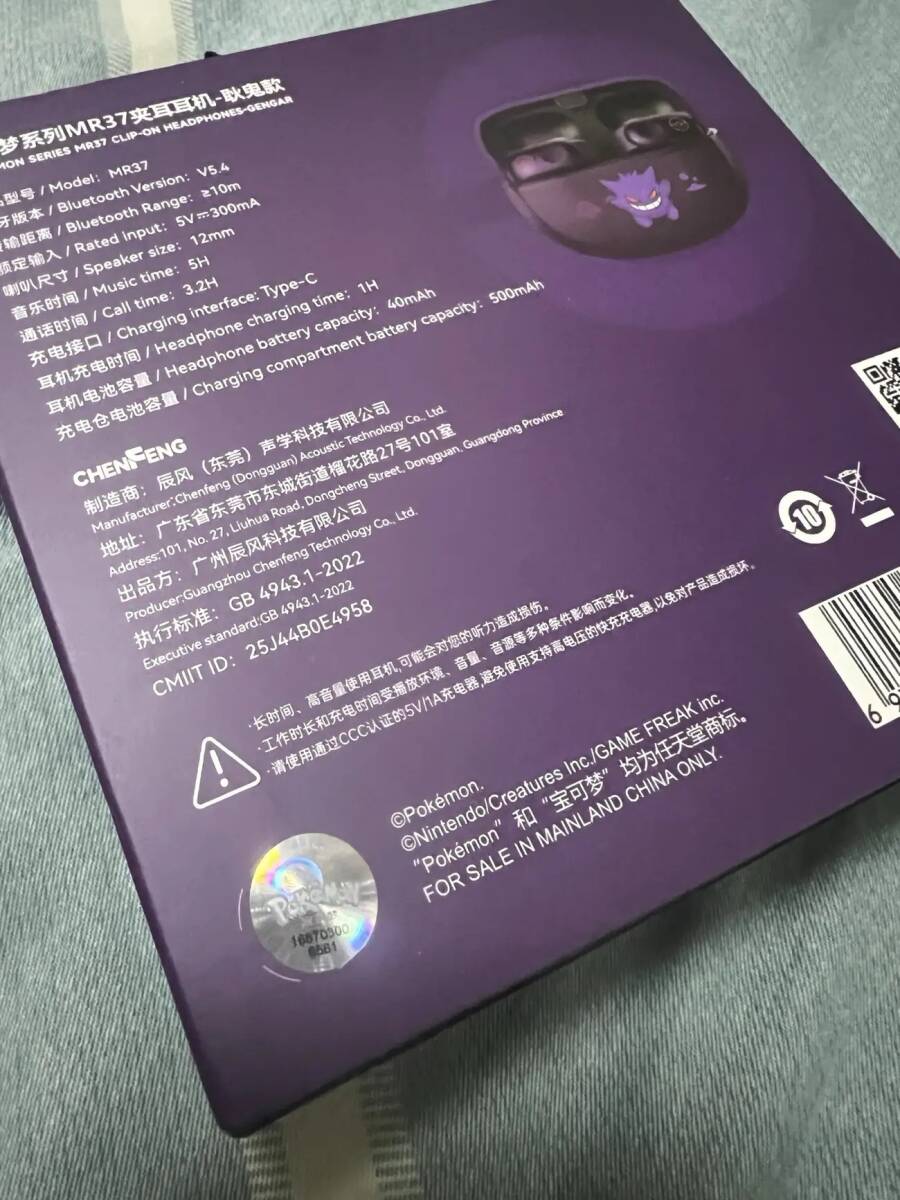 梦系列MR37夹耳耳机-耿鬼款
MON SERIES MR37 CLIP-ON HEADPHONES-GENGAR
型号 / Model: MR37
牙版本 / Bluetooth Version: V5.4
输距离 / Bluetooth Range: ≥10m
额定输入 / Rated input: 5V⎓300mA
喇叭尺寸 / Speaker size: 12mm
音乐时间 / Music time: 5H
通话时间 / Call time: 3.2H
充电接口 / Charging interface: Type-C
耳机充电时间 / Headphone charging time: 1H
耳机电池容量 / Headphone battery capacity: 40mAh
充电仓电池容量 / Charging compartment battery capacity: 500mAh
CHENFENG
制造商：辰风（东莞）声学科技有限公司
Manufacturer:Chenfeng (Dongguan) Acoustic Technology Co., Ltd.
地址：广东省东莞市东城街道榴花路27号101室
Address:101, No. 27, Liuhua Road, Dongcheng Street, Dongguan, Guangdong Province
出品方：广州辰风科技有限公司
Producer:Guangzhou Chenfeng Technology Co., Ltd.
执行标准：GB 4943.1-2022
Executive standard:GB 4943.1-2022
CMIIT ID：25J44B0E4958
10
·长时间、高音量使用耳机,可能会对您的听力造成损伤。
·工作时长和充电时间受播放环境、音量、音源等多种条件影响而变化。
·请使用通过CCC认证的5V/1A充电器,避免使用支持高电压的快充充电器,以免对产品造成损坏.
69
©Pokémon.
©Nintendo/Creatures Inc./GAME FREAK inc.
“Pokémon” 和 “宝可梦” 均为任天堂商标。
FOR SALE IN MAINLAND CHINA ONLY.
Pokémon
16870300
6581